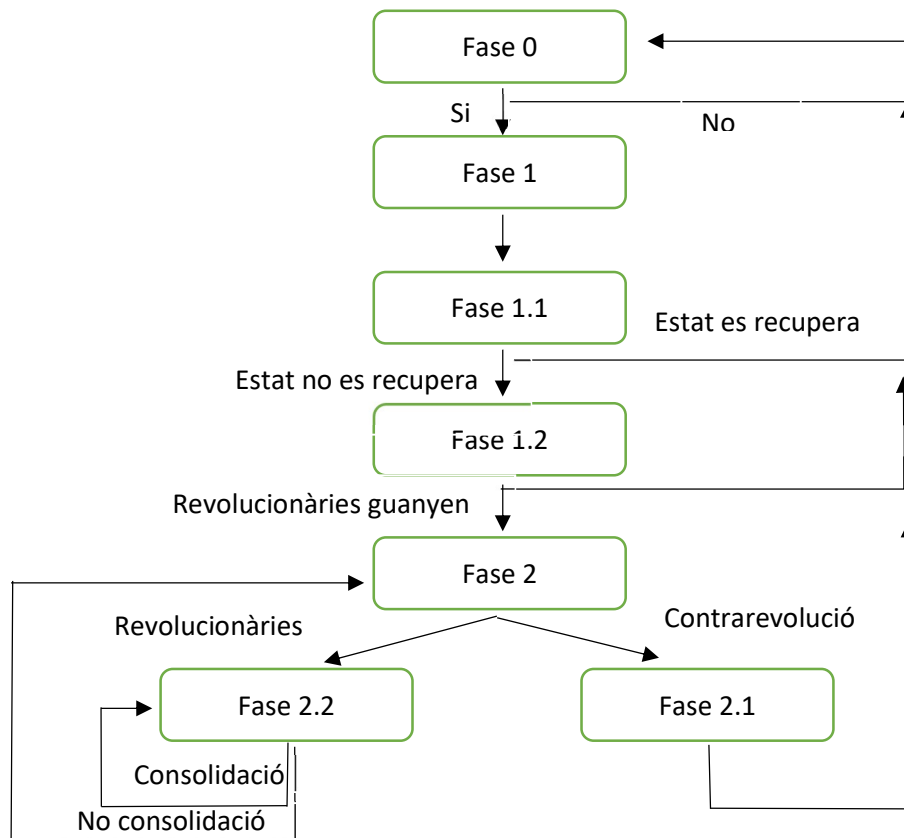 Fase 0
Si
No
Fase 1
Fase 1.1
Estat es recupera
Estat no es recupera
Fase 1.2
Revolucionàries guanyen
Fase 2
Revolucionàries
Contrarevolució
Fase 2.2
Fase 2.1
Consolidació
No consolidació